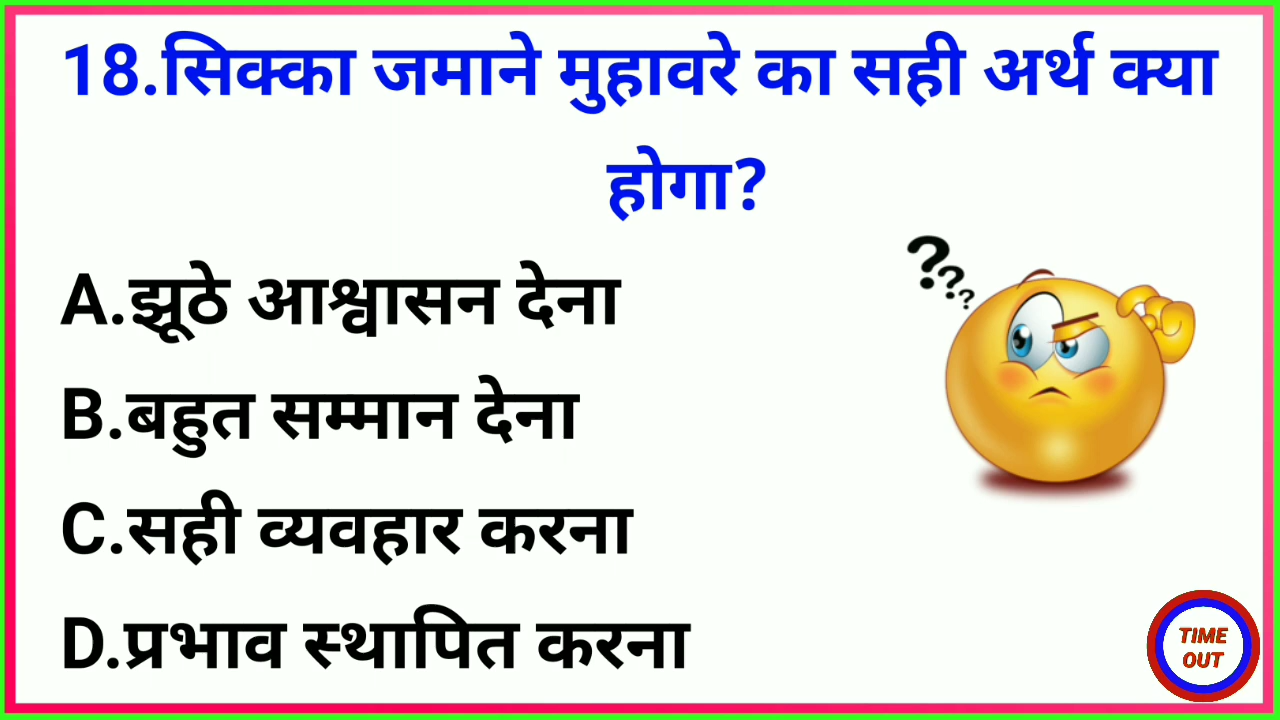 18.सिक्का जमाने मुहावरे का सही अर्थ क्या
होगा?
???
A.झूठे आश्वासन देना
B.बहुत सम्मान देना
C.सही व्यवहार करना
D.प्रभाव स्थापित करना
TIME
OUT